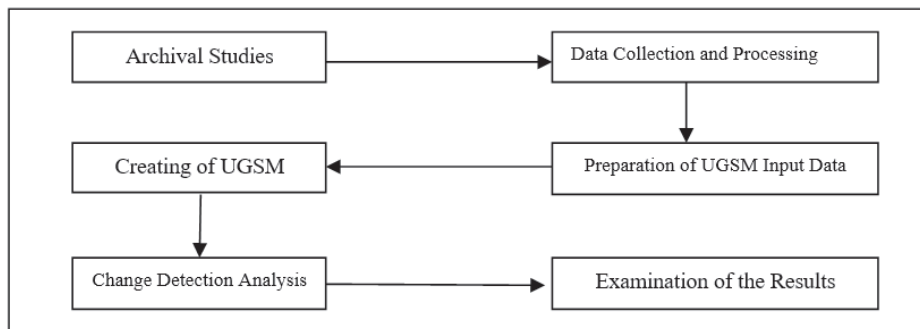 Archival Studies
Data Collection and Processing
Creating of UGSM
Preparation of UGSM Input Data
Change Detection Analysis
Examination of the Results